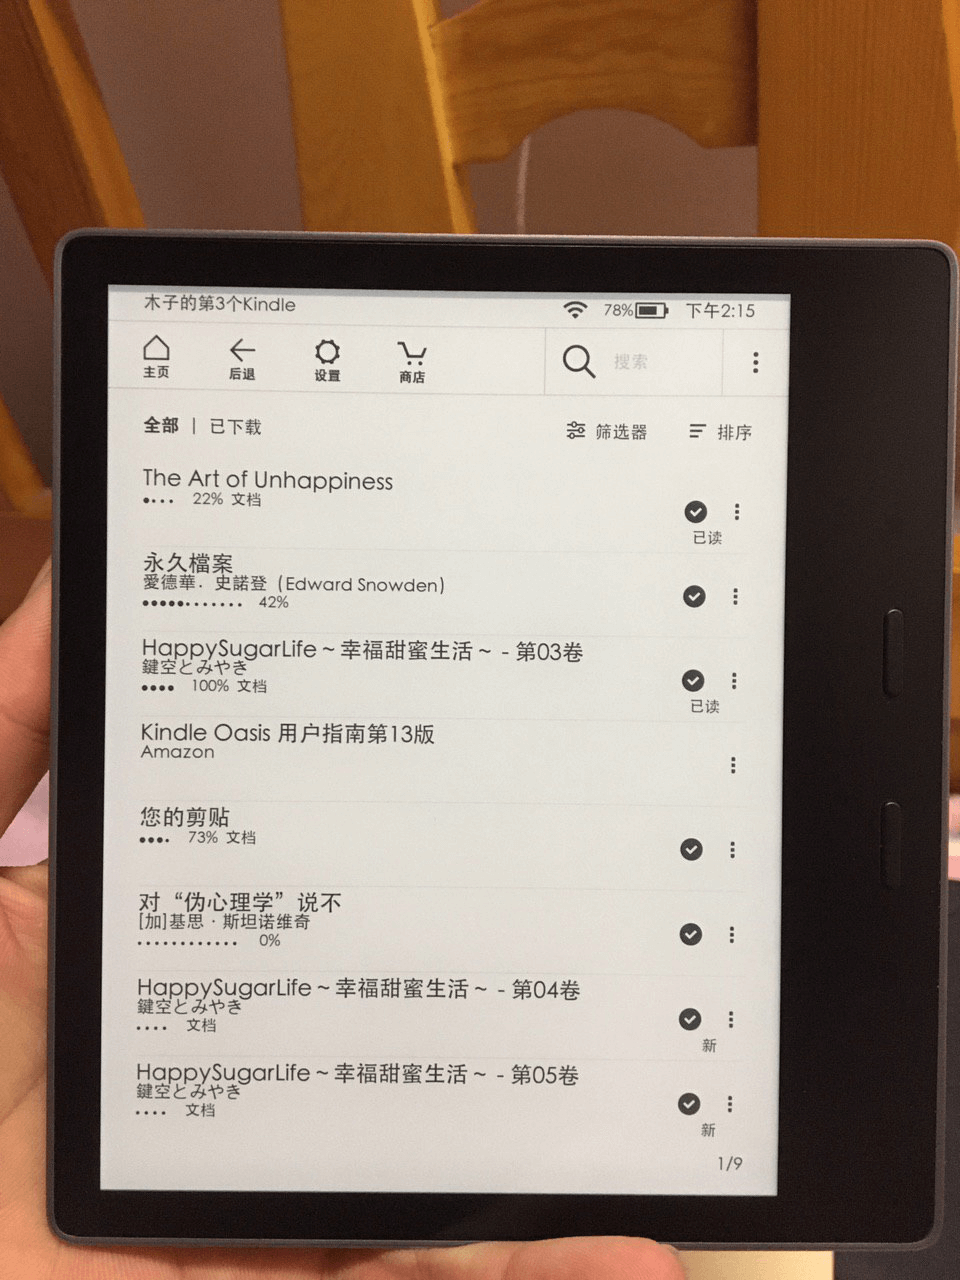 木子的第3个Kindle
78% 下午2:15
主页 后退 设置 商店 搜索
全部 | 已下载 筛选器 排序
The Art of Unhappiness
22% 文档
已读
永久檔案
愛德華．史諾登（Edward Snowden）
42%
HappySugarLife～幸福甜蜜生活～ - 第03卷
鍵空とみやき
100% 文档
已读
Kindle Oasis 用户指南第13版
Amazon
您的剪贴
73% 文档
对“伪心理学”说不
[加]基思·斯坦诺维奇
0%
HappySugarLife～幸福甜蜜生活～ - 第04卷
鍵空とみやき
文档
新
HappySugarLife～幸福甜蜜生活～ - 第05卷
鍵空とみやき
文档
新
1/9